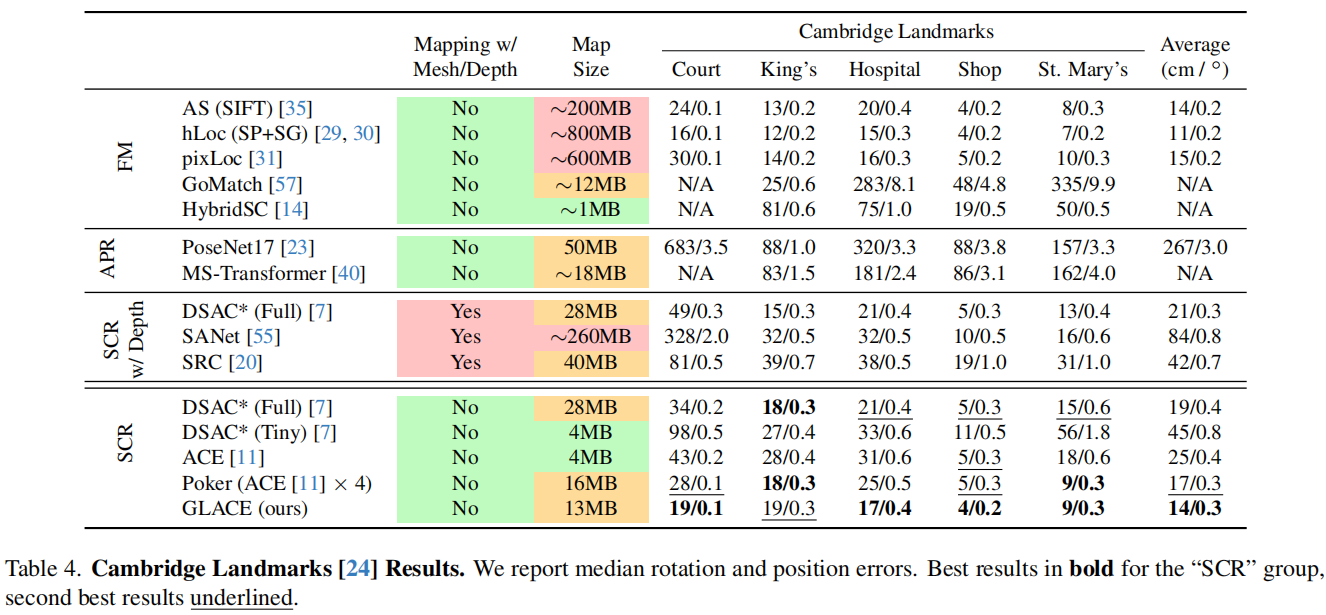 Mapping w/ Mesh/Depth Map Size Cambridge Landmarks Average (cm / °)
Court King's Hospital Shop St. Mary's
FM
AS (SIFT) [35] No ∼200MB 24/0.1 13/0.2 20/0.4 4/0.2 8/0.3 14/0.2
hLoc (SP+SG) [29, 30] No ∼800MB 16/0.1 12/0.2 15/0.3 4/0.2 7/0.2 11/0.2
pixLoc [31] No ∼600MB 30/0.1 14/0.2 16/0.3 5/0.2 10/0.3 15/0.2
GoMatch [57] No ∼12MB N/A 25/0.6 283/8.1 48/4.8 335/9.9 N/A
HybridSC [14] No ∼1MB N/A 81/0.6 75/1.0 19/0.5 50/0.5 N/A
APR
PoseNet17 [23] No 50MB 683/3.5 88/1.0 320/3.3 88/3.8 157/3.3 267/3.0
MS-Transformer [40] No ∼18MB N/A 83/1.5 181/2.4 86/3.1 162/4.0 N/A
SCR w/ Depth
DSAC* (Full) [7] Yes 28MB 49/0.3 15/0.3 21/0.4 5/0.3 13/0.4 21/0.3
SANet [55] Yes ∼260MB 328/2.0 32/0.5 32/0.5 10/0.5 16/0.6 84/0.8
SRC [20] Yes 40MB 81/0.5 39/0.7 38/0.5 19/1.0 31/1.0 42/0.7
SCR
DSAC* (Full) [7] No 28MB 34/0.2 18/0.3 21/0.4 5/0.3 15/0.6 19/0.4
DSAC* (Tiny) [7] No 4MB 98/0.5 27/0.4 33/0.6 11/0.5 56/1.8 45/0.8
ACE [11] No 4MB 43/0.2 28/0.4 31/0.6 5/0.3 18/0.6 25/0.4
Poker (ACE [11] × 4) No 16MB 28/0.1 18/0.3 25/0.5 5/0.3 9/0.3 17/0.3
GLACE (ours) No 13MB 19/0.1 19/0.3 17/0.4 4/0.2 9/0.3 14/0.3
Table 4. Cambridge Landmarks [24] Results. We report median rotation and position errors. Best results in bold for the “SCR” group,
second best results underlined.